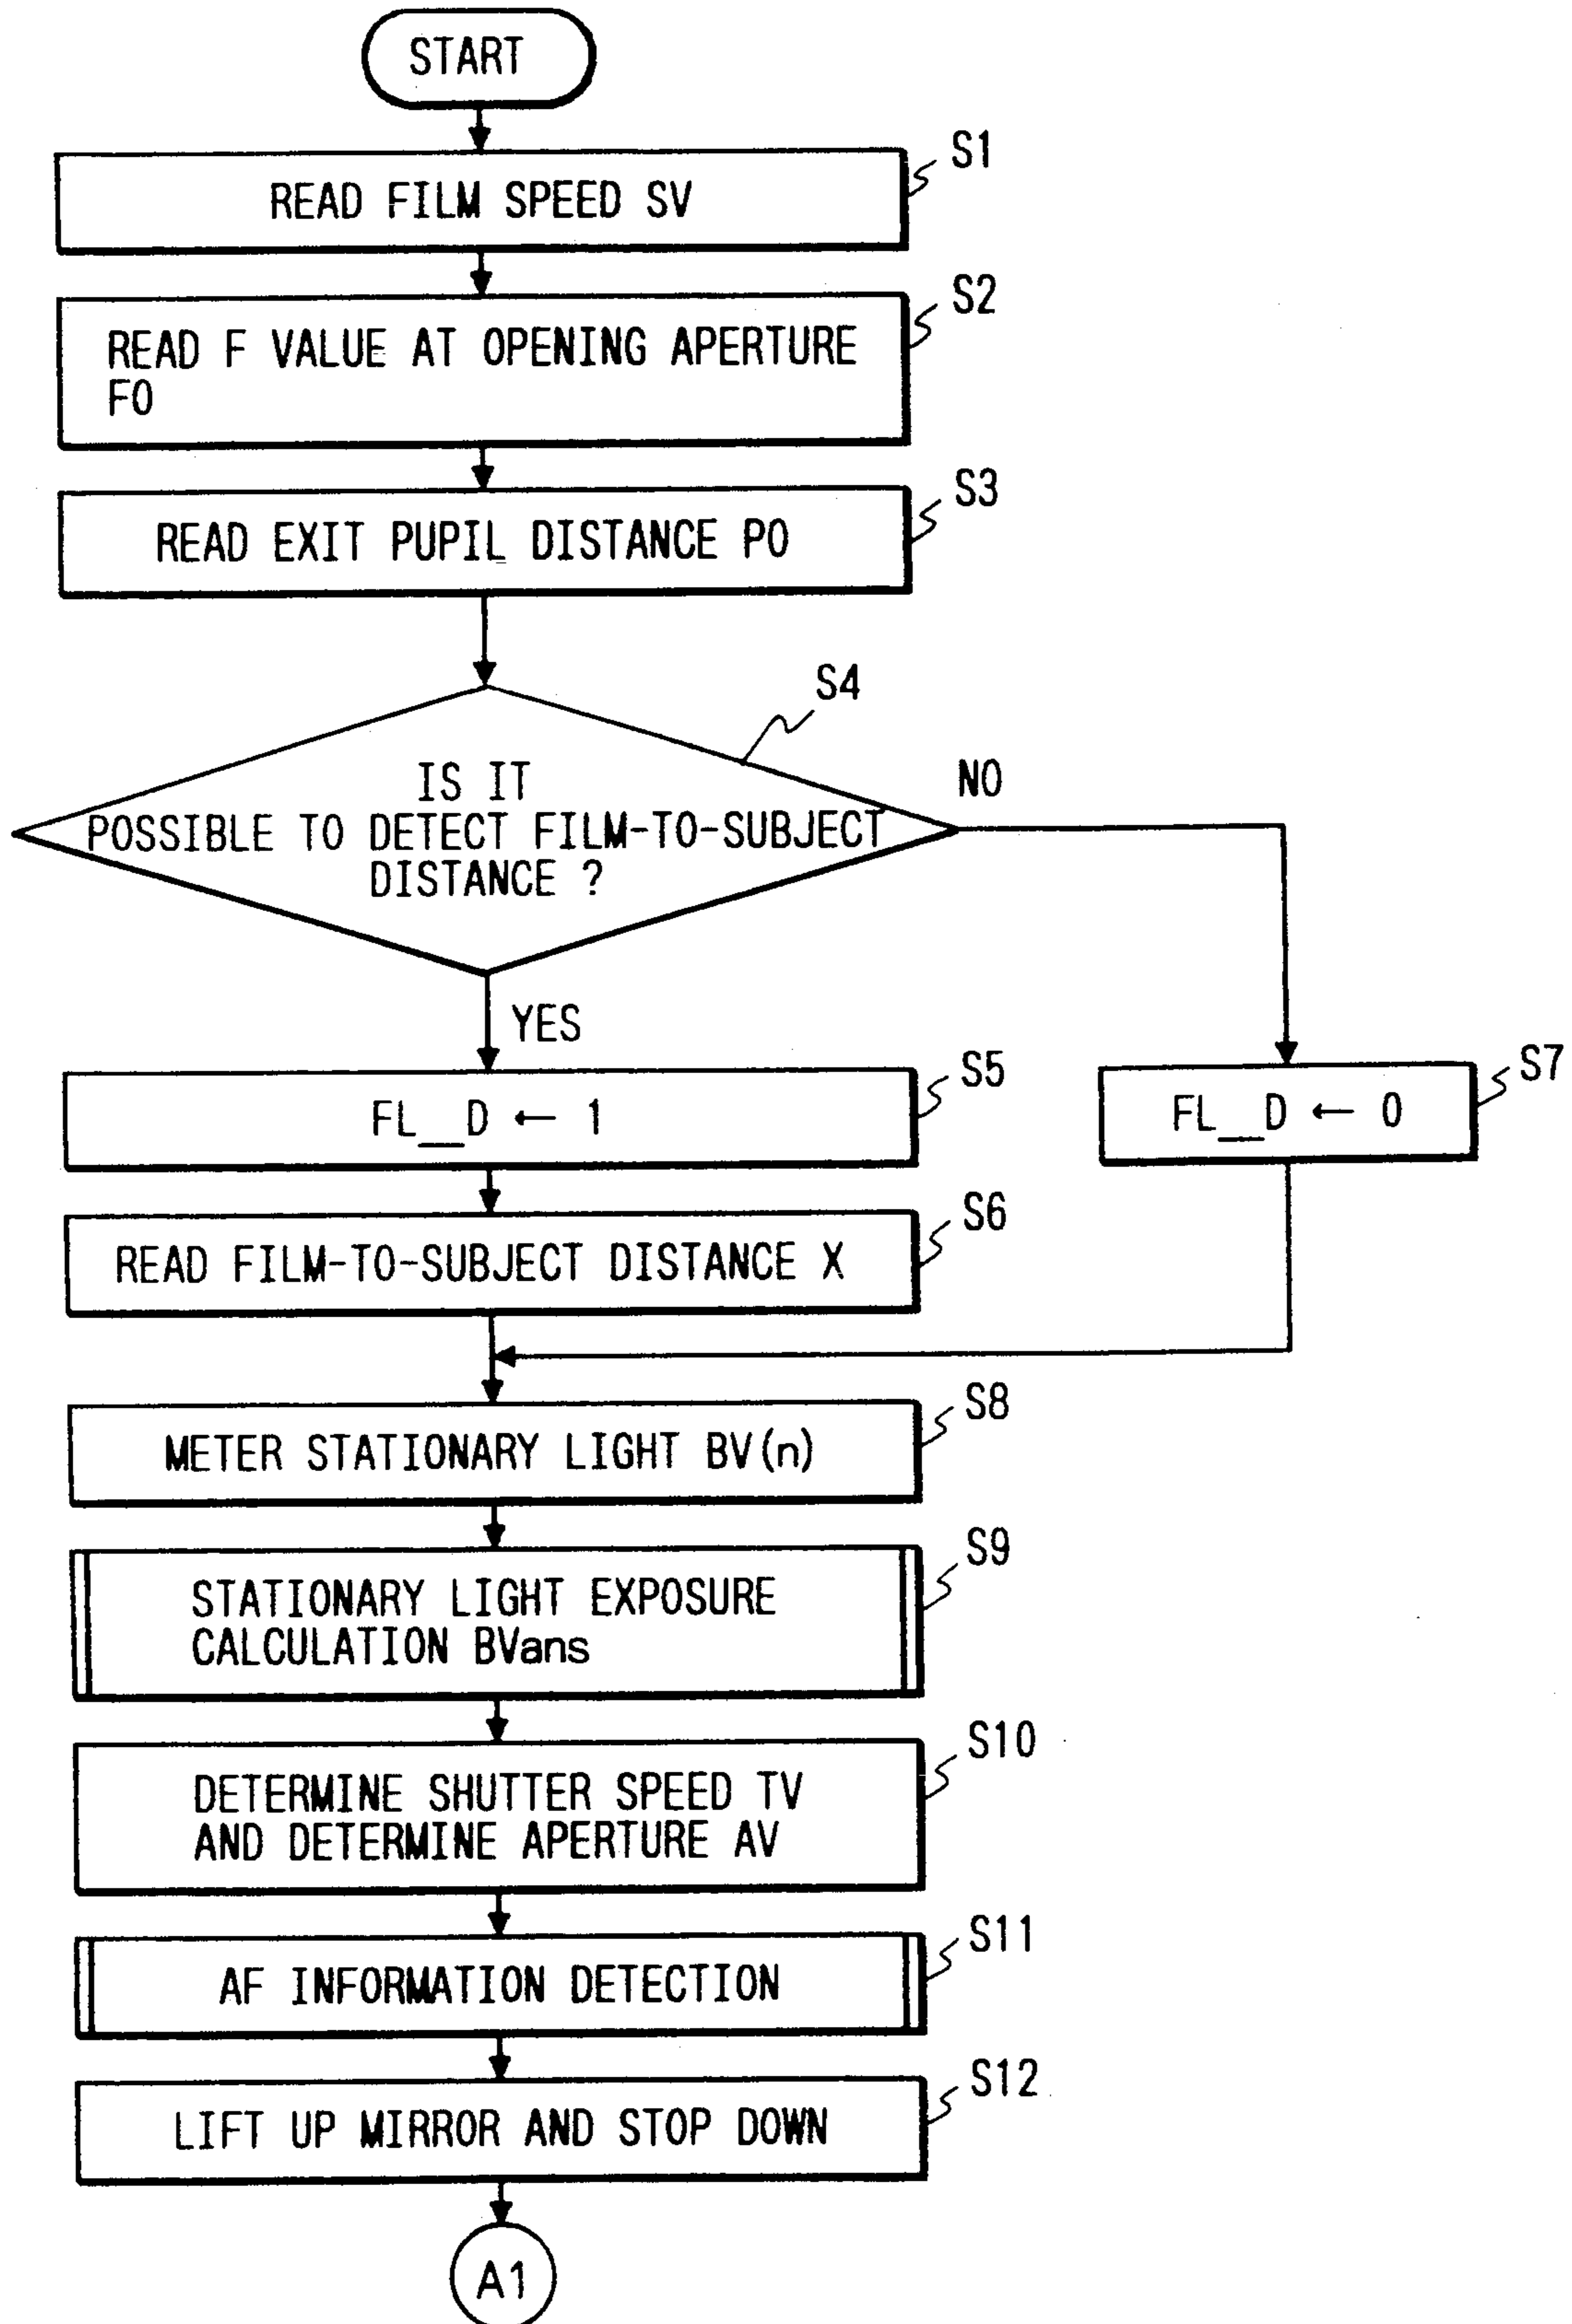 START
S1
READ FILM SPEED SV
S2
READ F VALUE AT OPENING APERTURE
F0
S3
READ EXIT PUPIL DISTANCE PO
S4
IS IT
POSSIBLE TO DETECT FILM-TO-SUBJECT
DISTANCE ?
NO
YES
S5
FL__D ← 1
S7
FL__D ← 0
S6
READ FILM-TO-SUBJECT DISTANCE X
S8
METER STATIONARY LIGHT BV(n)
S9
STATIONARY LIGHT EXPOSURE
CALCULATION BVans
S10
DETERMINE SHUTTER SPEED TV
AND DETERMINE APERTURE AV
S11
AF INFORMATION DETECTION
S12
LIFT UP MIRROR AND STOP DOWN
A1